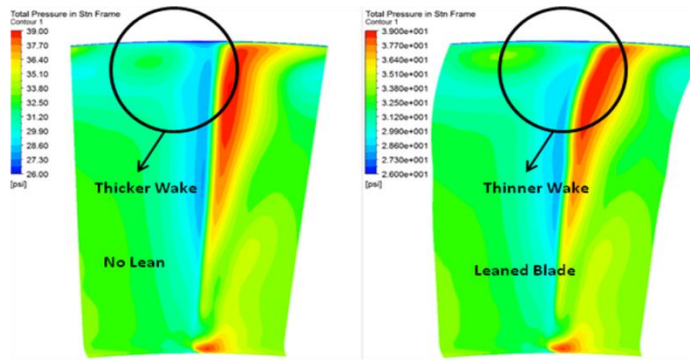 Total Pressure in Stn Frame
Contour 1
39.00
37.70
36.40
35.10
33.80
32.50
31.20
29.90
28.60
27.30
26.00
[psi]
Thicker Wake
No Lean
Total Pressure in Stn Frame
Contour 1
3.900e+001
3.770e+001
3.640e+001
3.510e+001
3.380e+001
3.250e+001
3.120e+001
2.990e+001
2.860e+001
2.730e+001
2.600e+001
[psi]
Thinner Wake
Leaned Blade